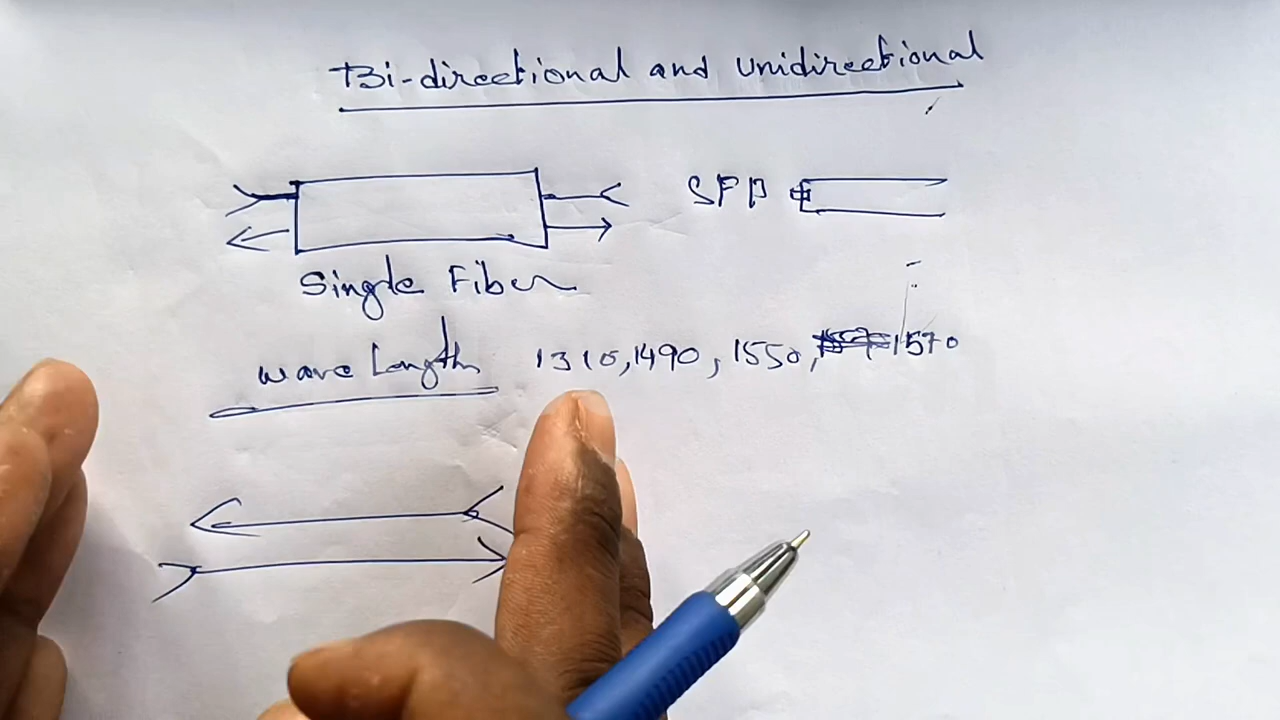 Bi-directional and Unidirectional
SFP
Single Fiber
wave Length 1310, 1490, 1550, 1570